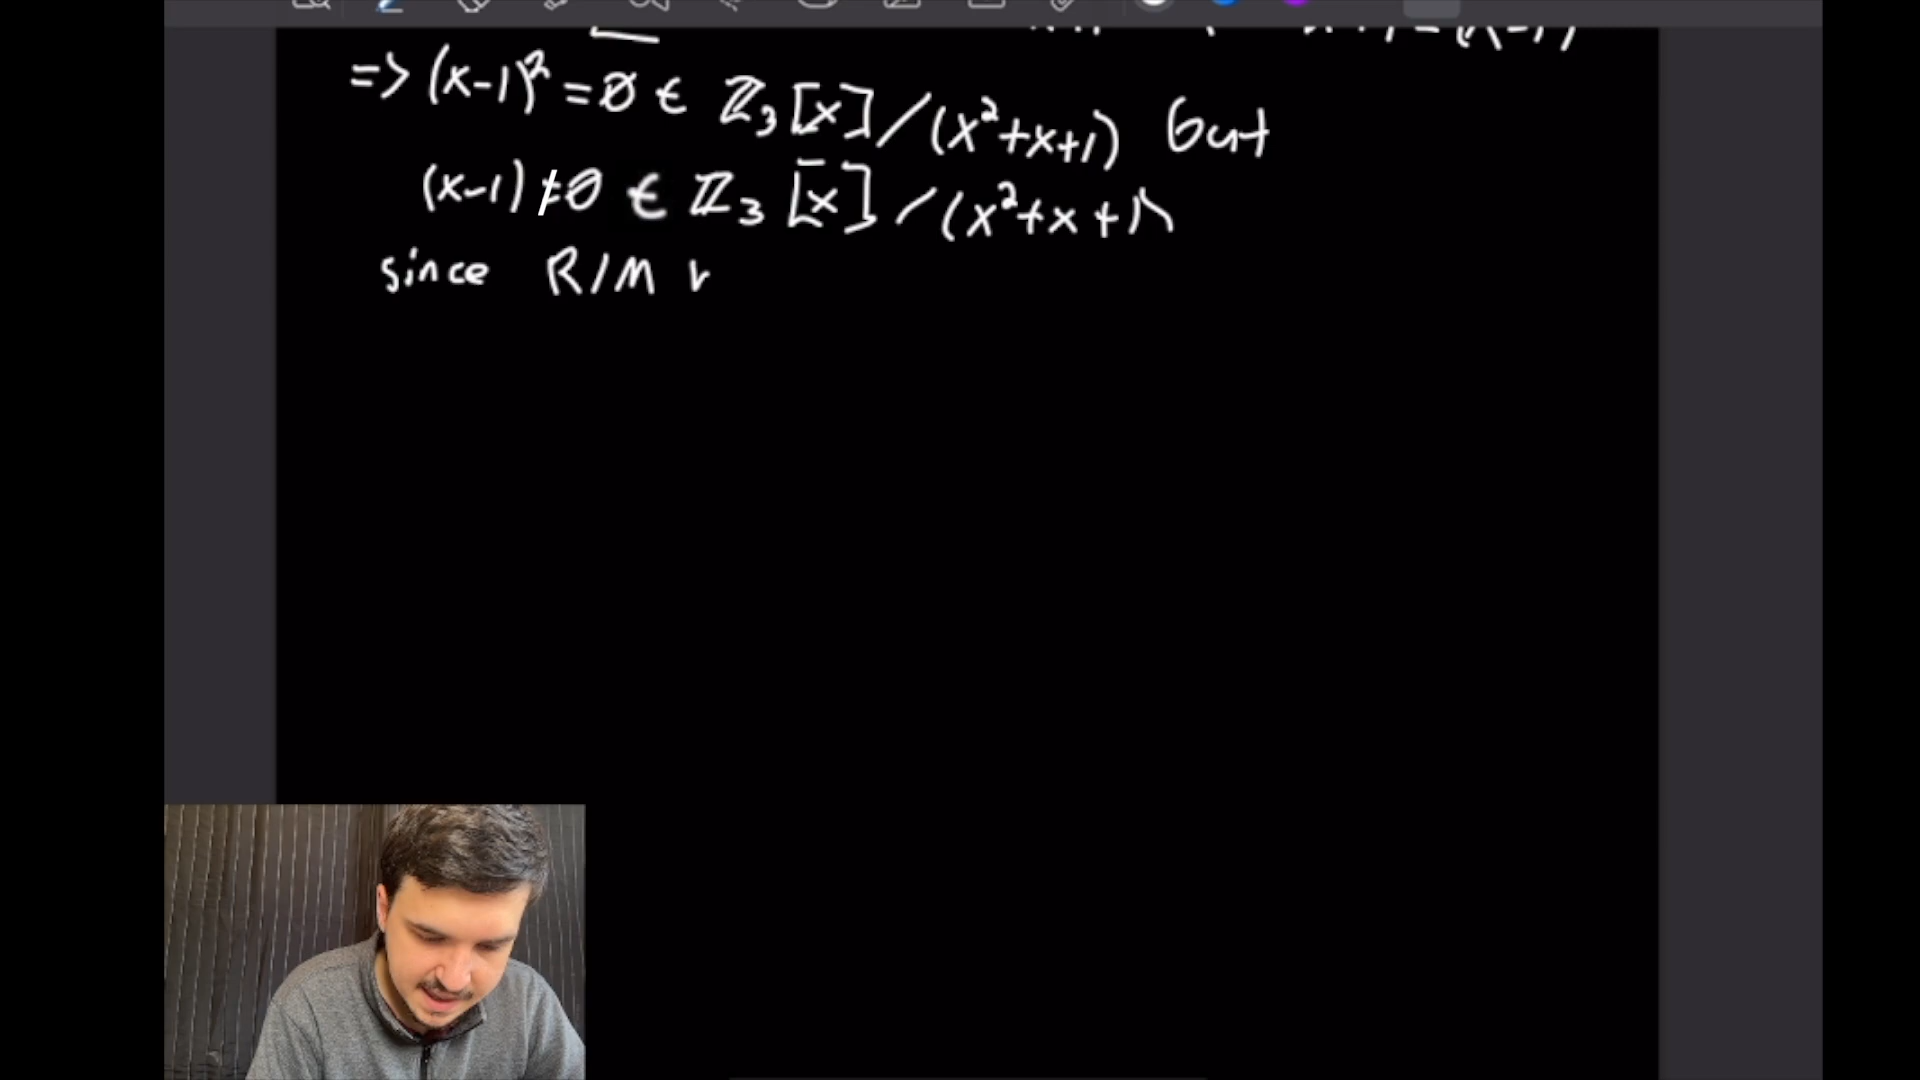 => (x-1)² = 0 ∈ ℤ₃[x]/(x²+x+1) but
(x-1) ≠ 0 ∈ ℤ₃[x]/(x²+x+1)
since R/M